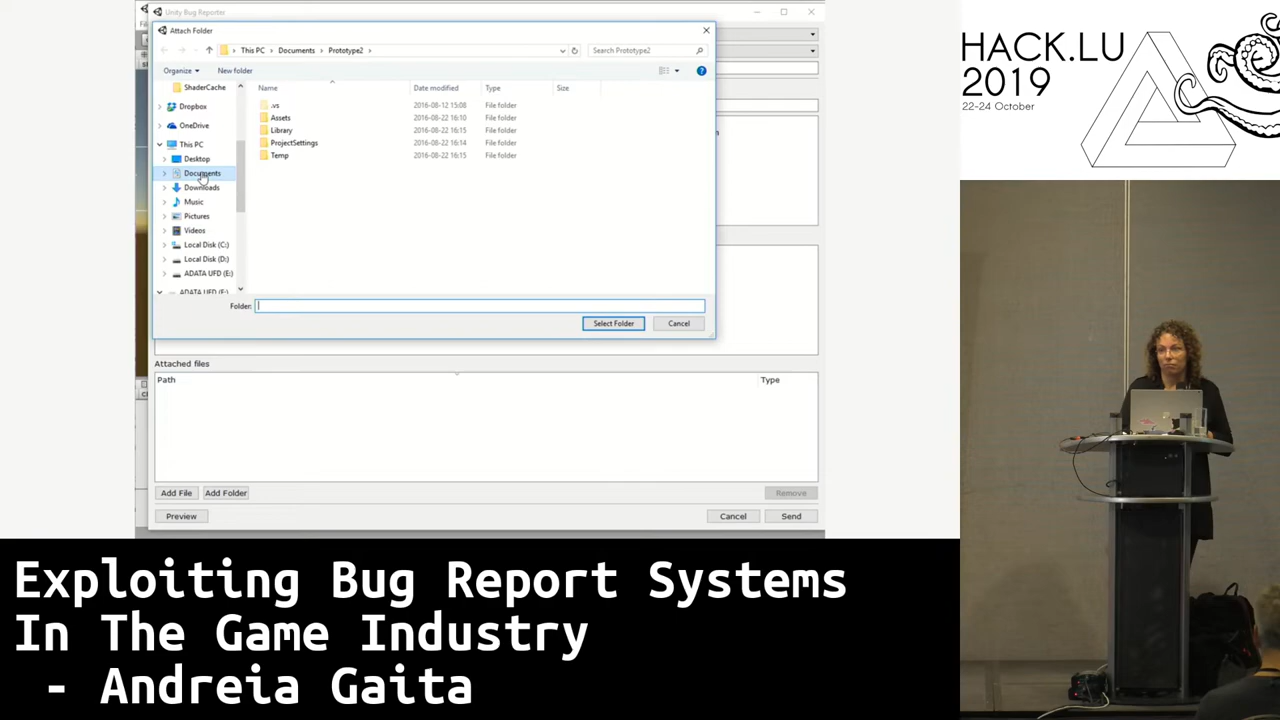 Unity Bug Reporter
Attach Folder
This PC > Documents > Prototype2 >
Search Prototype2
Organize
New folder
Name
Date modified
Type
Size
ShaderCache
Dropbox
OneDrive
This PC
Desktop
Documents
Downloads
Music
Pictures
Videos
Local Disk (C:)
Local Disk (D:)
ADATA UFD (E:)
ADATA UFD (E:)
.vs 2016-08-12 15:08 File folder
Assets 2016-08-22 16:10 File folder
Library 2016-08-22 16:15 File folder
ProjectSettings 2016-08-22 16:14 File folder
Temp 2016-08-22 16:15 File folder
Folder:
Select Folder
Cancel
Attached files
Path
Type
Add File
Add Folder
Remove
Preview
Cancel
Send
HACK.LU
2019
22-24 October
Exploiting Bug Report Systems
In The Game Industry
- Andreia Gaita